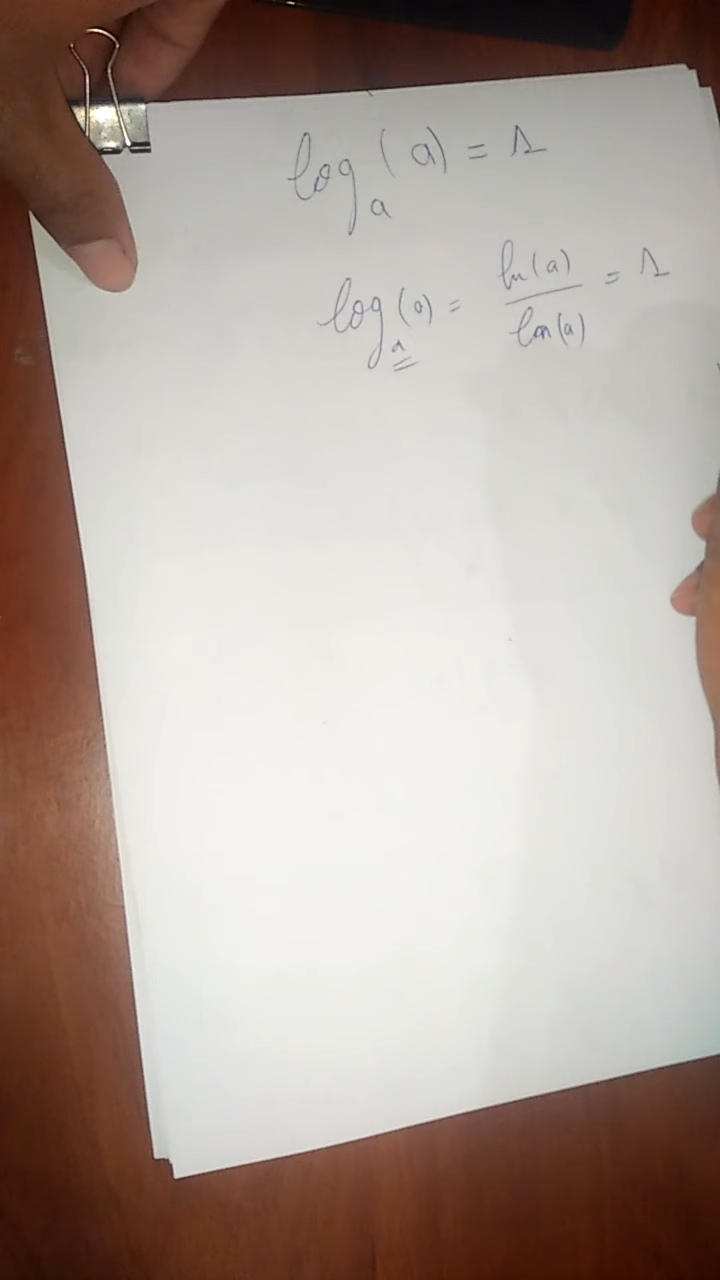 log_a (a) = 1
log_a (a) = ln(a) / ln(a) = 1